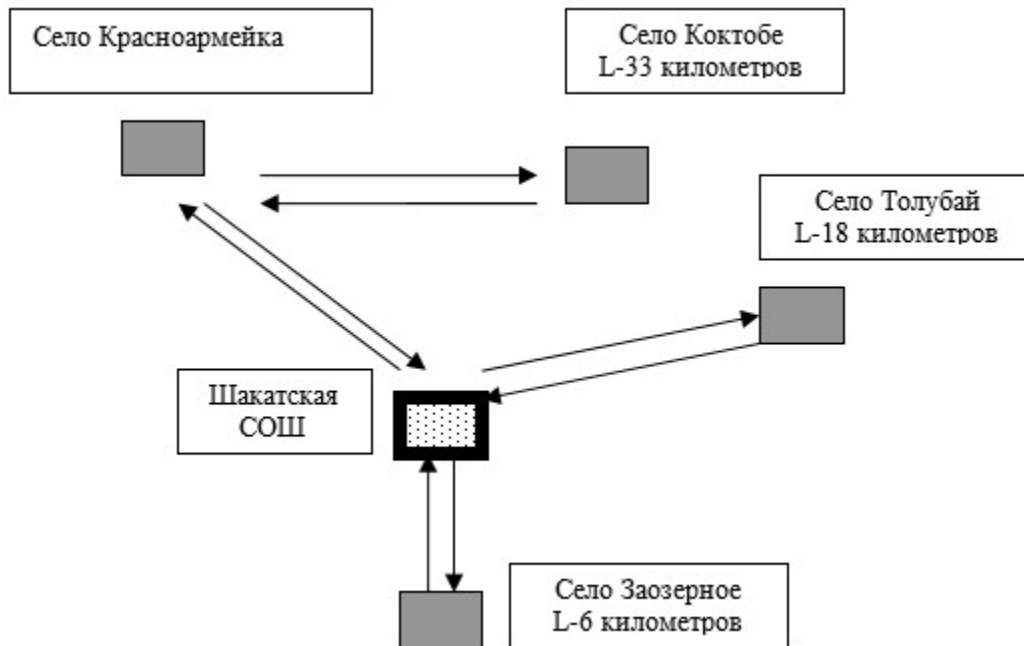 Село Красноармейка
Село Коктобе
L-33 километров
Село Толубай
L-18 километров
Шакатская
СОШ
Село Заозерное
L-6 километров